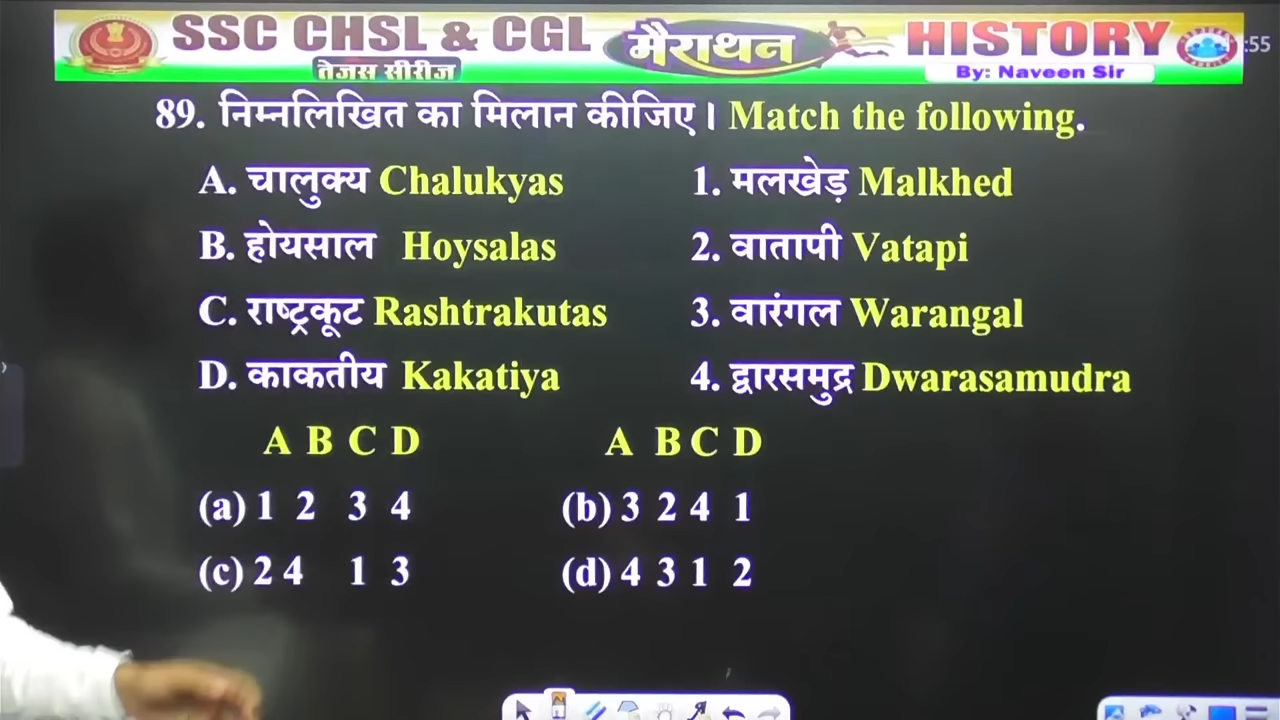 SSC CHSL & CGL मैराथन HISTORY :55
तेजस सीरीज By: Naveen Sir
89. निम्नलिखित का मिलान कीजिए। Match the following.
A. चालुक्य Chalukyas 1. मलखेड़ Malkhed
B. होयसाल Hoysalas 2. वातापी Vatapi
C. राष्ट्रकूट Rashtrakutas 3. वारंगल Warangal
D. काकतीय Kakatiya 4. द्वारसमुद्र Dwarasamudra
A B C D A B C D
(a) 1 2 3 4 (b) 3 2 4 1
(c) 2 4 1 3 (d) 4 3 1 2